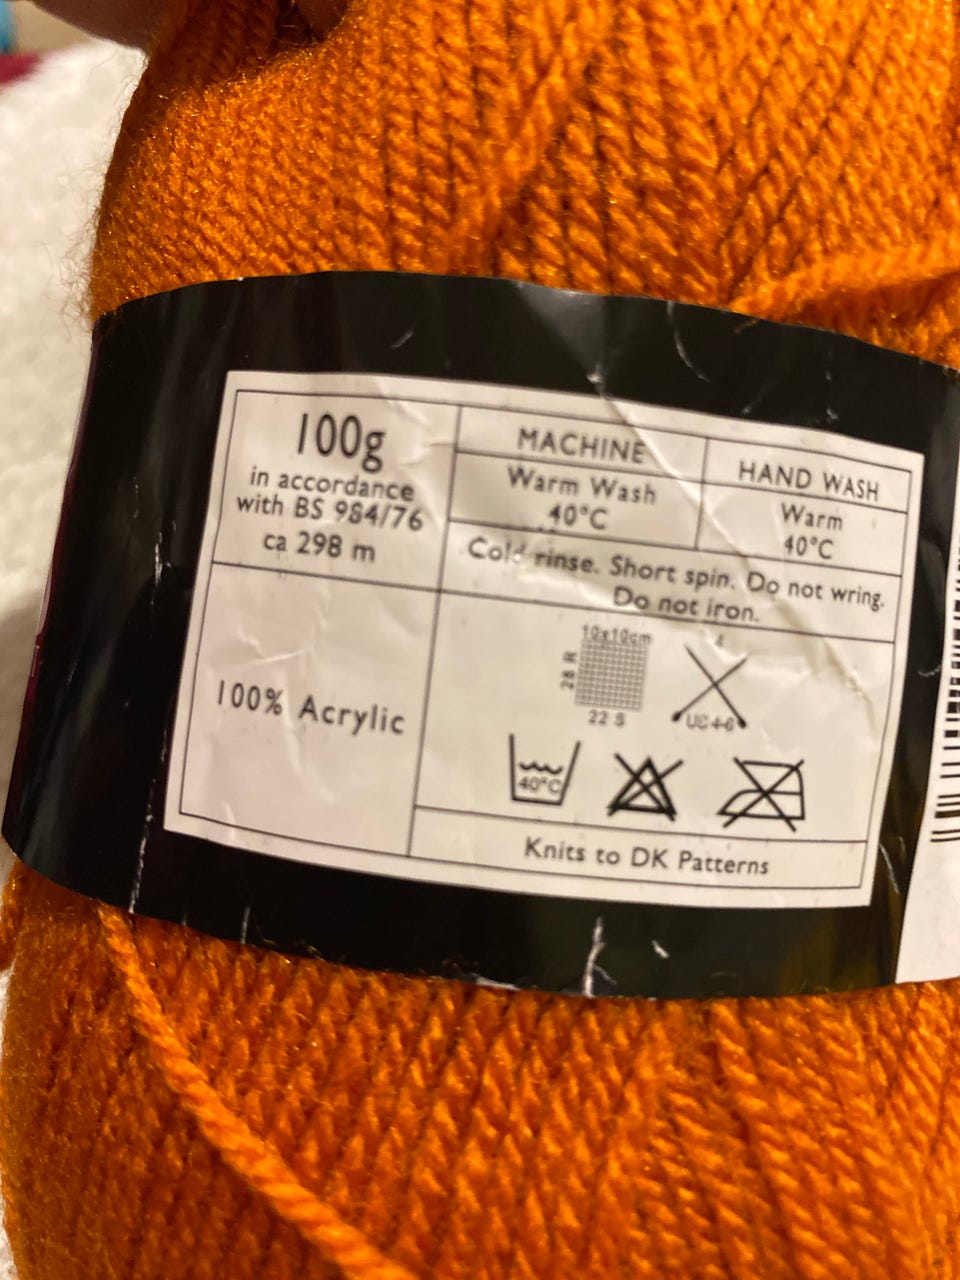 100g
in accordance
with BS 984/76
ca 298 m
MACHINE
Warm Wash
40°C
HAND WASH
Warm
40°C
Cold rinse. Short spin. Do not wring.
Do not iron.
100% Acrylic
10x10cm
28 R
22 S
4
US 4-6
40°C
Knits to DK Patterns